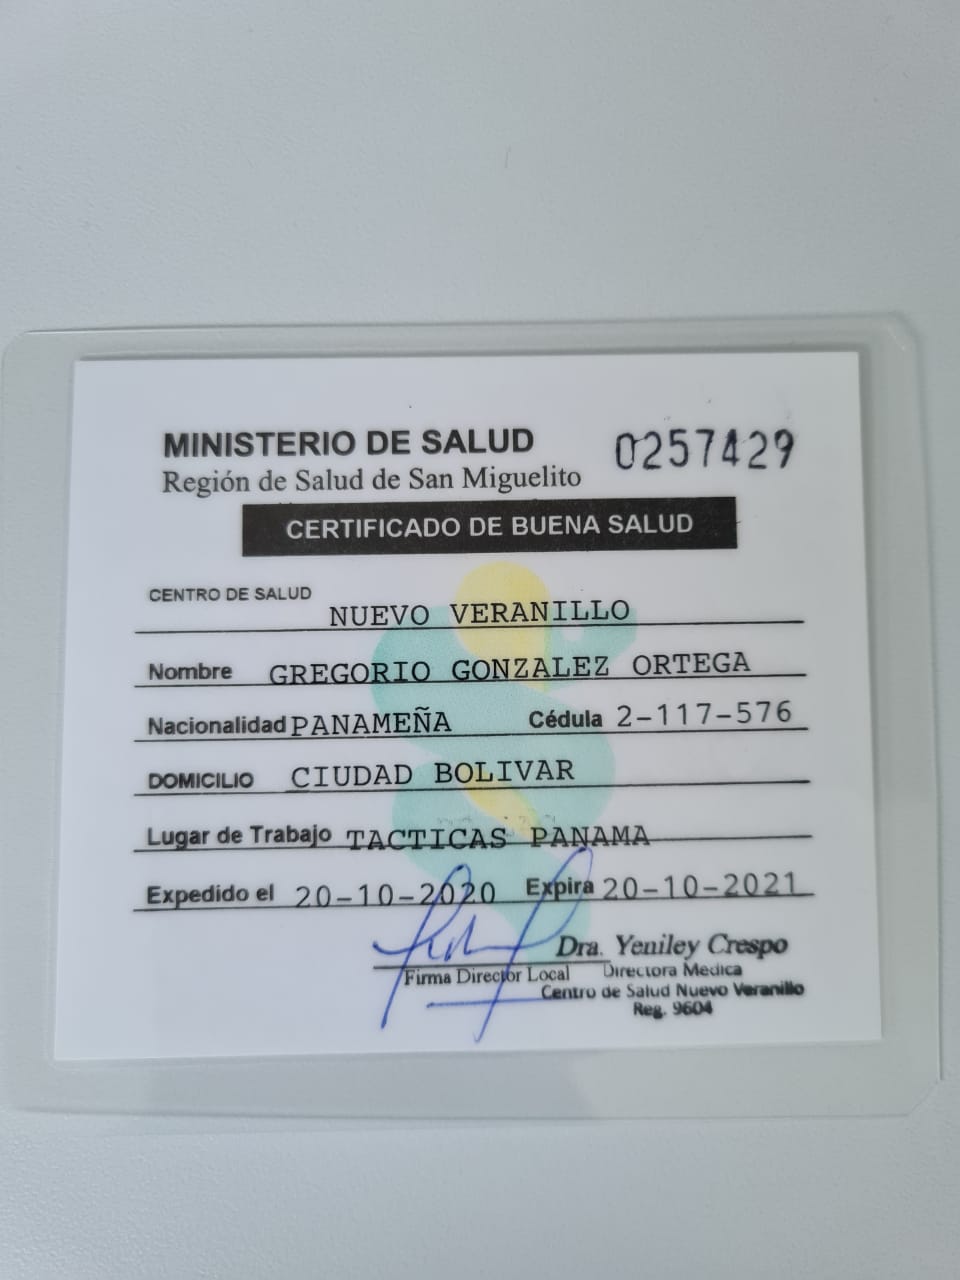 MINISTERIO DE SALUD
0257429
Región de Salud de San Miguelito
CERTIFICADO DE BUENA SALUD
CENTRO DE SALUD NUEVO VERANILLO
Nombre GREGORIO GONZALEZ ORTEGA
Nacionalidad PANAMEÑA Cédula 2-117-576
DOMICILIO CIUDAD BOLIVAR
Lugar de Trabajo TACTICAS PANAMA
Expedido el 20-10-2020 Expira 20-10-2021
Dra. Yeniley Crespo
Firma Director Local Directora Medica
Centro de Salud Nuevo Veranillo
Reg. 9604